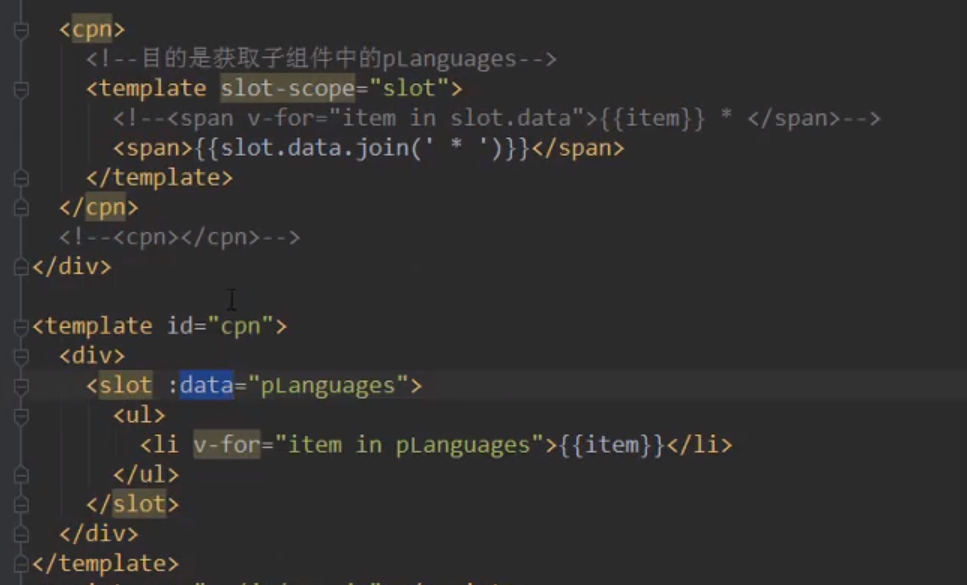 <cpn>
<!--目的是获取子组件中的pLanguages-->
<template slot-scope="slot">
<!--<span v-for="item in slot.data">{{item}} * </span>-->
<span>{{slot.data.join(' * ')}}</span>
</template>
</cpn>
<!--<cpn></cpn>-->
</div>
<template id="cpn">
<div>
<slot :data="pLanguages">
<ul>
<li v-for="item in pLanguages">{{item}}</li>
</ul>
</slot>
</div>
</template>